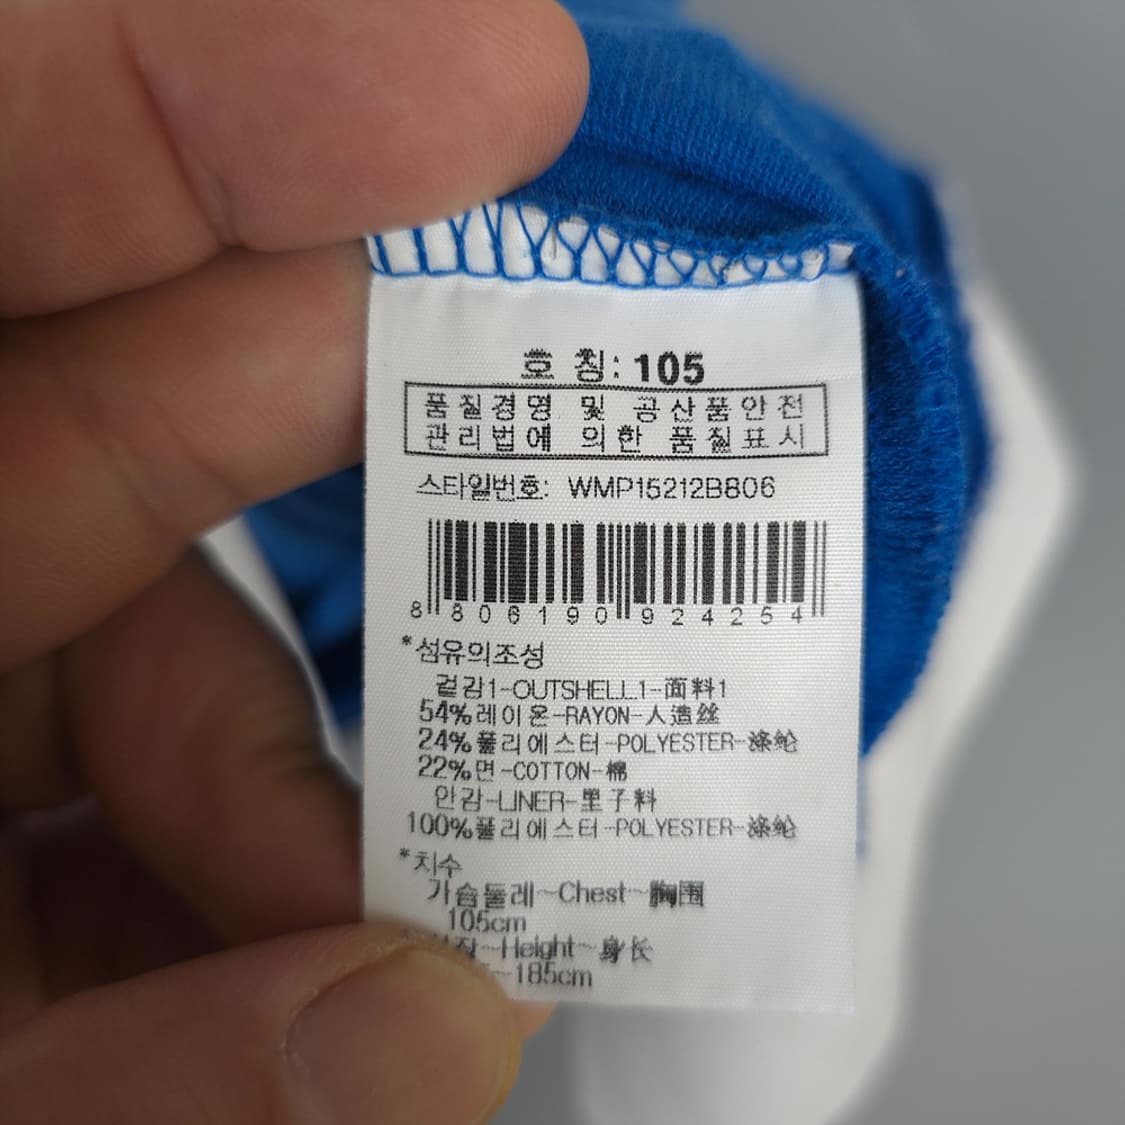 호 칭: 105
품질경영 및 공산품안전
관리법에 의한 품질표시
스타일번호: WMP15212B806
8 806190 924254
*섬유의조성
겉감1-OUTSHELL1-面料1
54%레이온-RAYON-人造丝
24%폴리에스터-POLYESTER-涤纶
22%면-COTTON-棉
안감-LINER-里子料
100%폴리에스터-POLYESTER-涤纶
*치수
가슴둘레-Chest-胸围
105cm
-Height-身长
-185cm